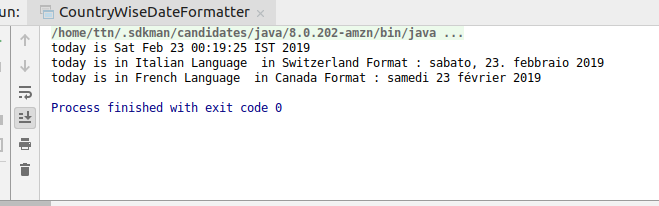 un: CountryWiseDateFormatter
/home/ttn/.sdkman/candidates/java/8.0.202-amzn/bin/java ...
today is Sat Feb 23 00:19:25 IST 2019
today is in Italian Language  in Switzerland Format : sabato, 23. febbraio 2019
today is in French Language  in Canada Format : samedi 23 février 2019
Process finished with exit code 0